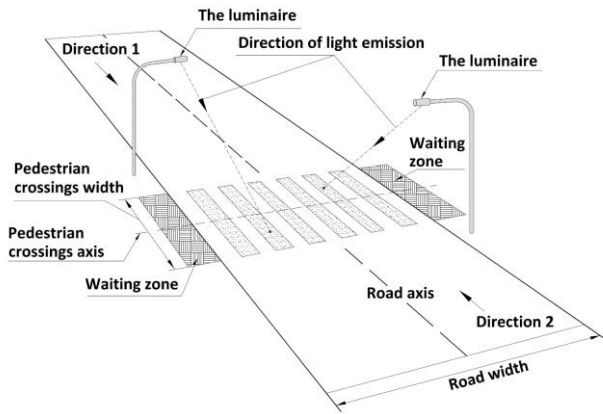 The luminaire
Direction 1
Direction of light emission
The luminaire
Waiting
zone
Pedestrian
crossings width
Pedestrian
crossings axis
Waiting zone
Road axis
Direction 2
Road width